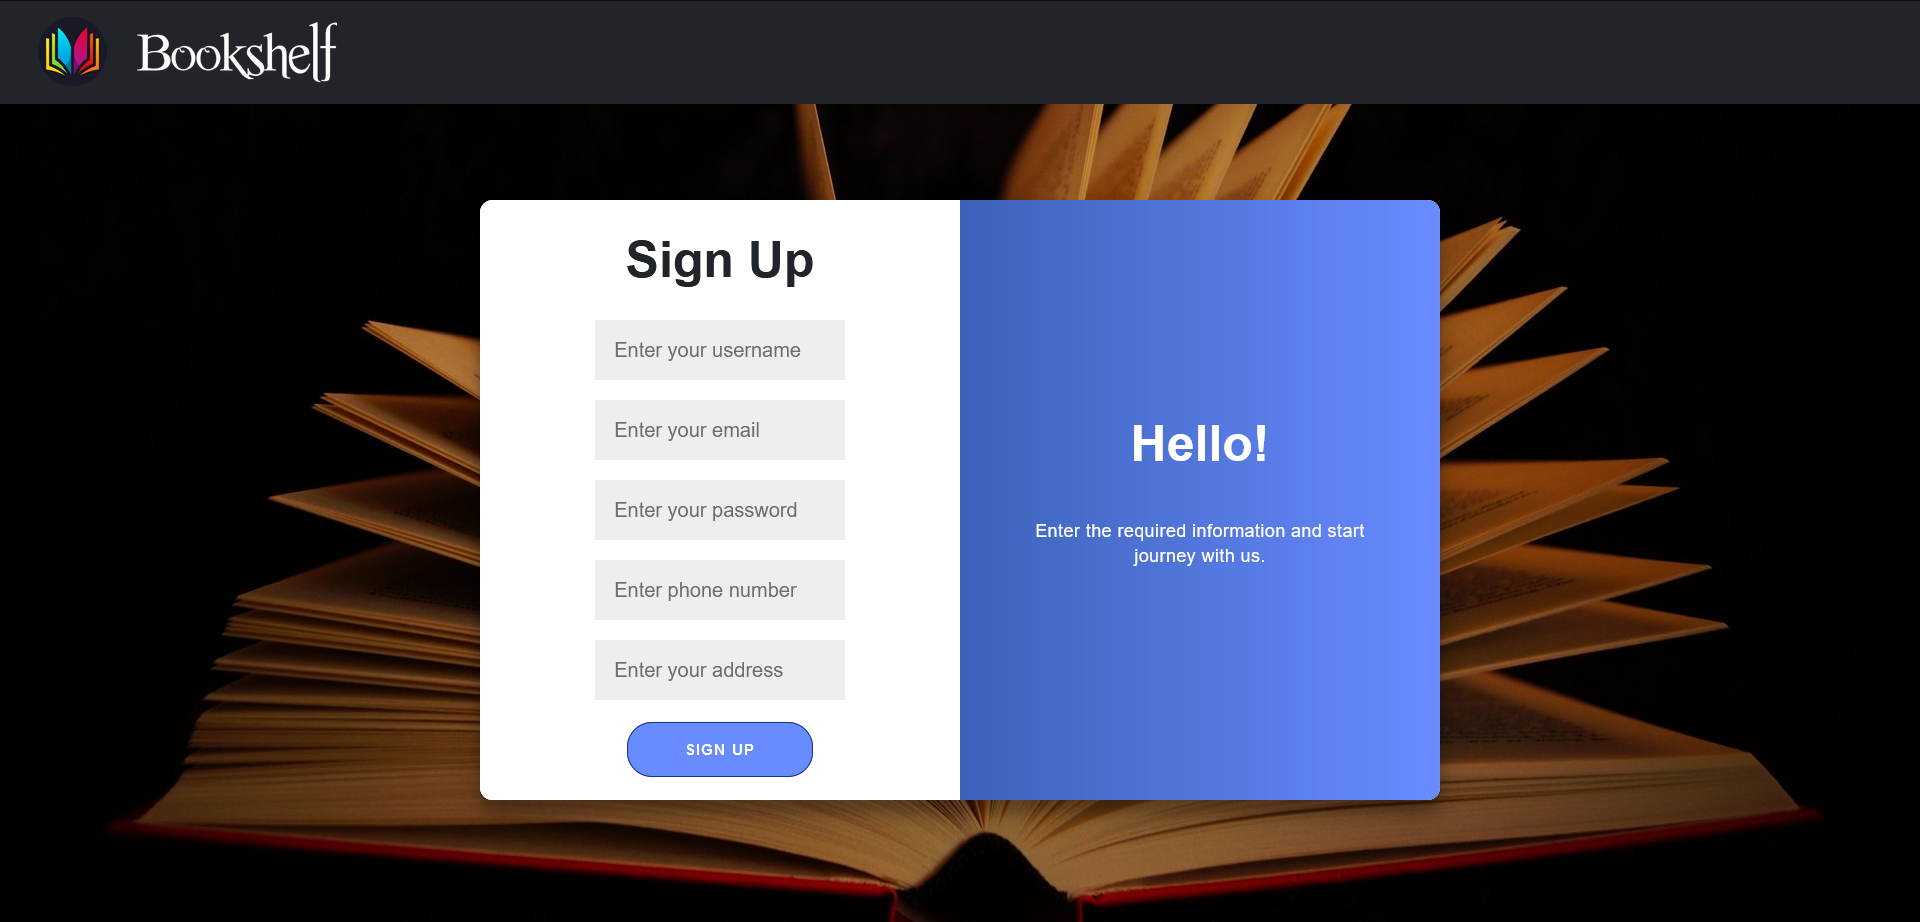 Bookshelf
Sign Up
Enter your username
Enter your email
Enter your password
Enter phone number
Enter your address
SIGN UP
Hello!
Enter the required information and start
journey with us.